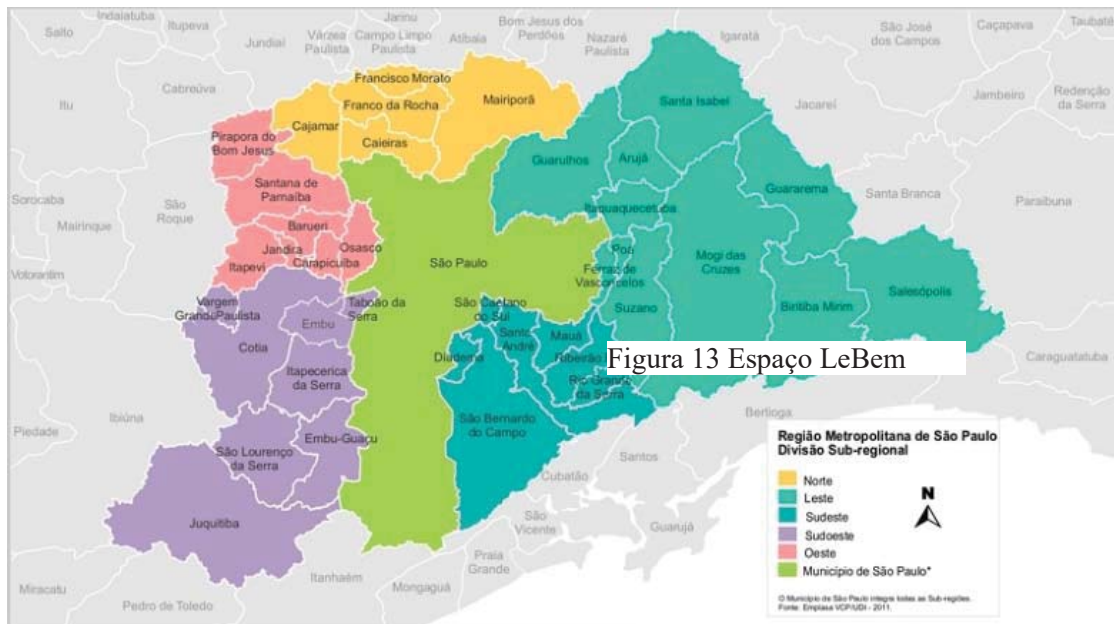 Indaiatuba
Salto
Itupeva
Jundiaí
Jarinu
Várzea
Paulista
Campo Limpo
Paulista
Atibaia
Bom Jesus dos
Perdões
Nazaré
Paulista
Igaratá
São José
dos Campos
Caçapava
Taubaté
Itu
Cabreúva
Francisco Morato
Franco da Rocha
Mairiporã
Cajamar
Caieiras
Santa Isabel
Jacareí
Jambeiro
Redenção
da Serra
Pirapora do
Bom Jesus
Guarulhos
Arujá
Guararema
Santa Branca
Paraibuna
Sorocaba
Mairinque
São
Roque
Santana de
Parnaíba
Itaquaquecetuba
Barueri
Osasco
Jandira
Carapicuíba
Itapevi
São Paulo
Poá
Ferraz de
Vasconcelos
Mogi das
Cruzes
Votorantim
Vargem
Grande Paulista
Taboão da
Serra
Embu
São Caetano
do Sul
Suzano
Biritiba Mirim
Salesópolis
Cotia
Santo
André
Mauá
Diadema
Ribeirão
Figura 13 Espaço LeBem
Caraguatatuba
Itapecerica
da Serra
Rio Grande
da Serra
Piedade
Ibiúna
São Bernardo
do Campo
Bertioga
Embu-Guaçu
São Lourenço
da Serra
Santos
Cubatão
Juquitiba
São
Vicente
Guarujá
Praia
Grande
Itanhaém
Mongaguá
Miracatu
Pedro de Toledo
Região Metropolitana de São Paulo
Divisão Sub-regional
Norte
Leste
Sudeste
Sudoeste
Oeste
Município de São Paulo*
N
O Município de São Paulo integra todas as Sub-regiões.
Fonte: Emplasa VCP/UDI - 2011.